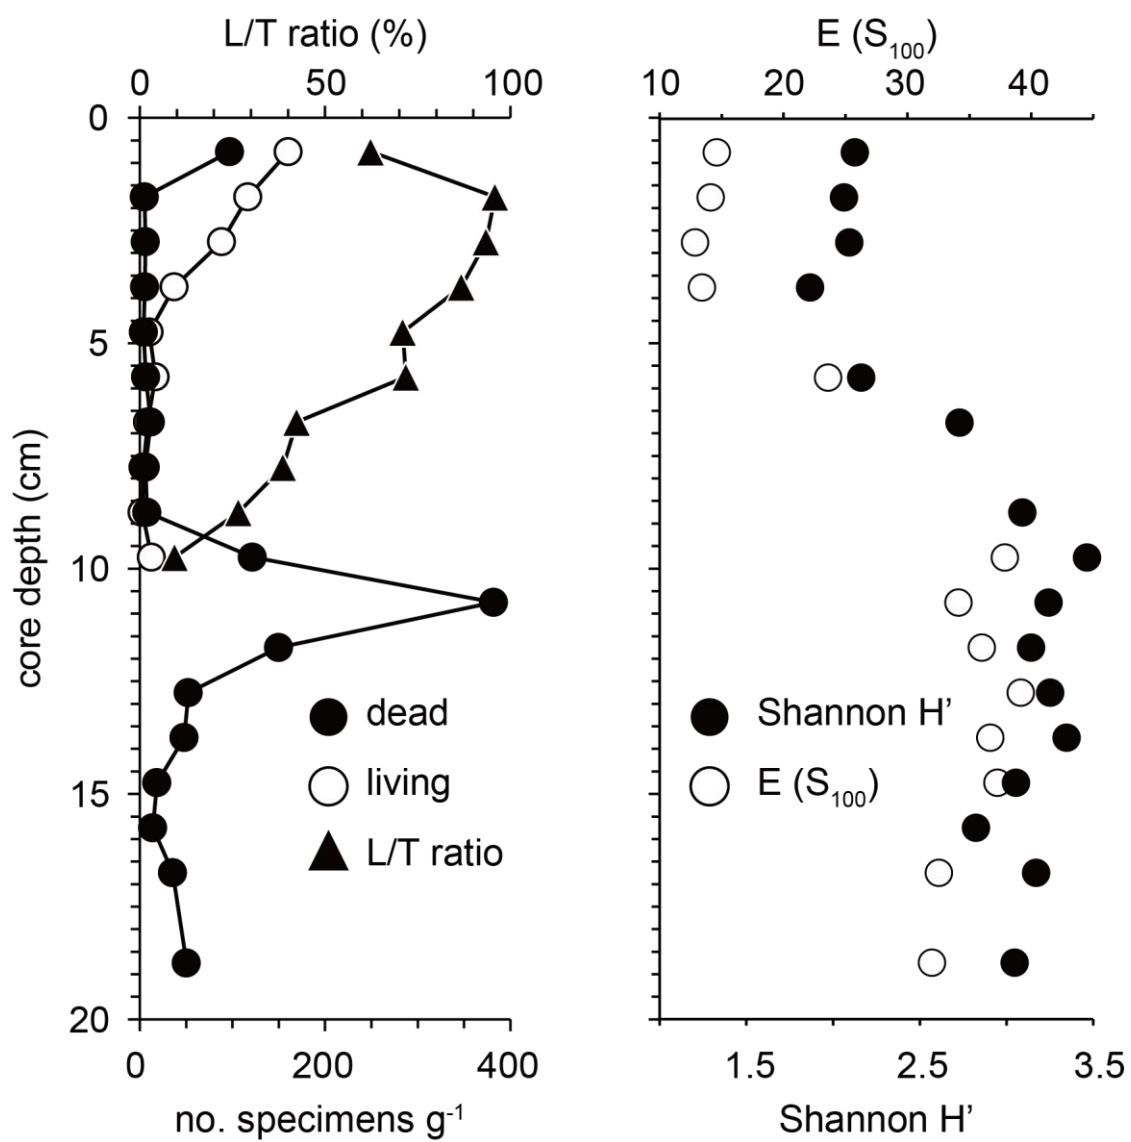 L/T ratio (%)
0 50 100
E (S100)
10 20 30 40
0
5
10
15
20
core depth (cm)
dead
living
L/T ratio
Shannon H’
E (S100)
0 200 400
no. specimens g-1
1.5 2.5 3.5
Shannon H’